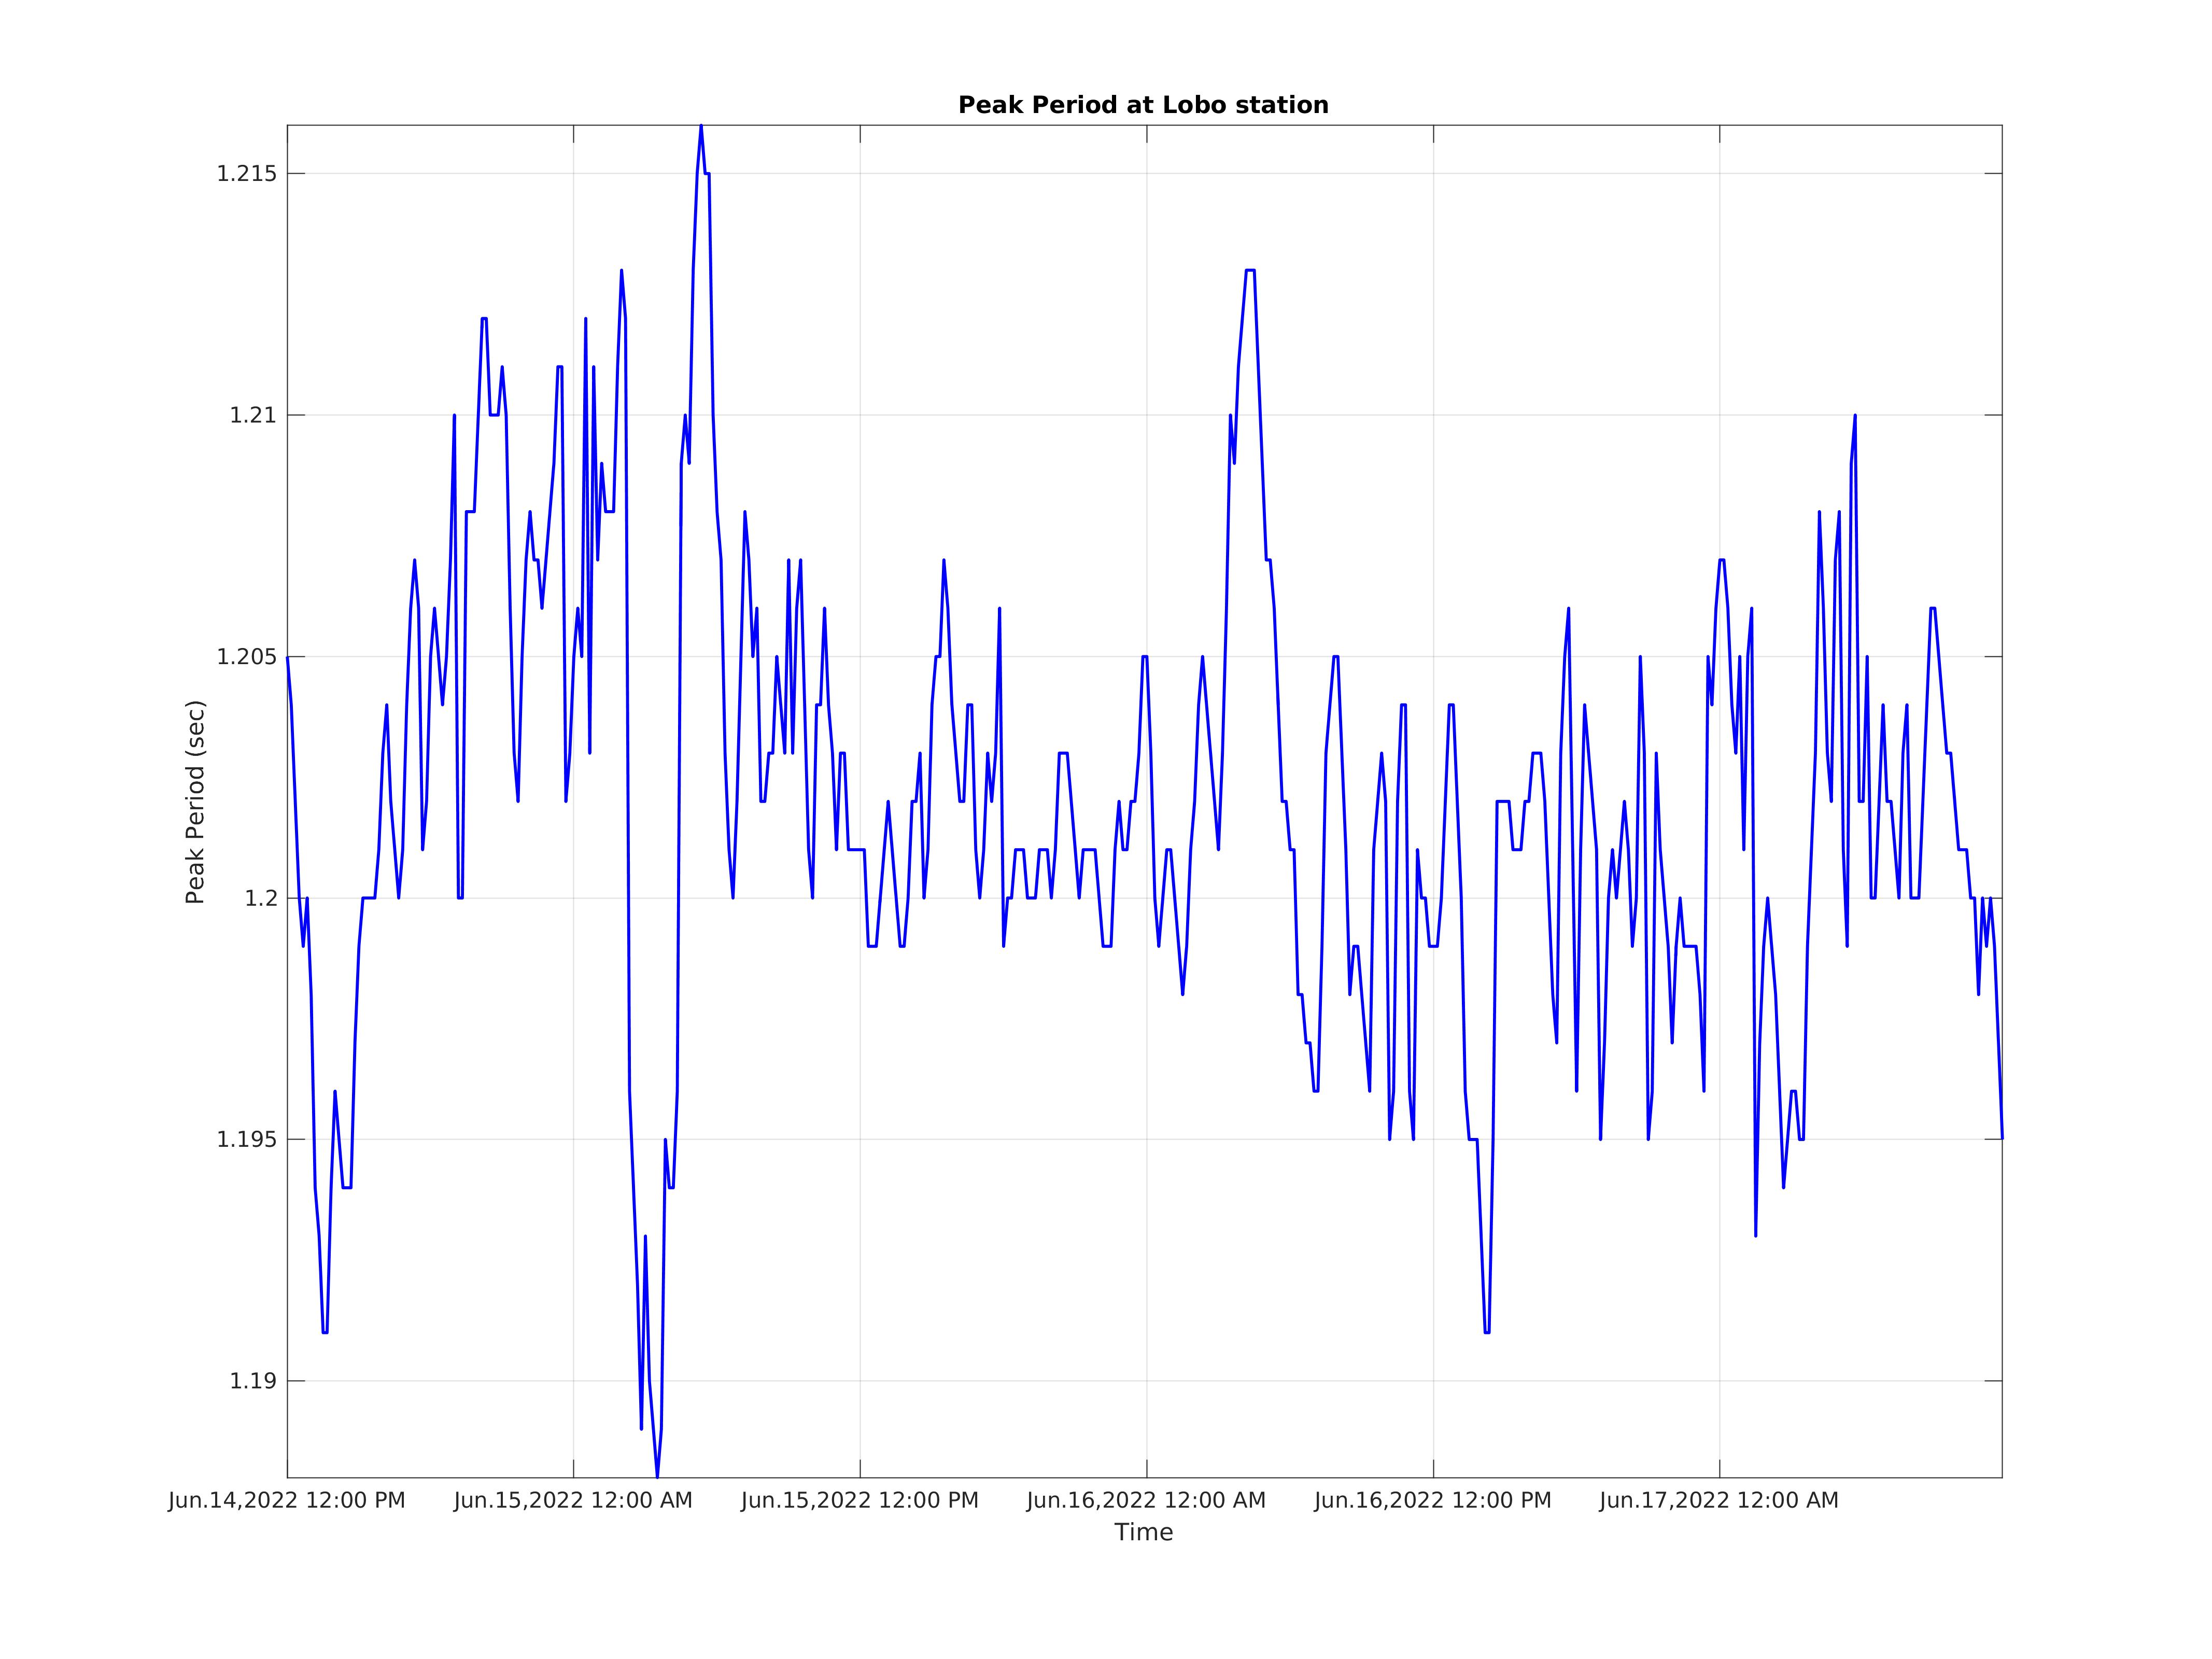 Peak Period at Lobo station
1.215
1.21
1.205
1.2
1.195
1.19
Peak Period (sec)
Jun.14,2022 12:00 PM
Jun.15,2022 12:00 AM
Jun.15,2022 12:00 PM
Jun.16,2022 12:00 AM
Jun.16,2022 12:00 PM
Jun.17,2022 12:00 AM
Time